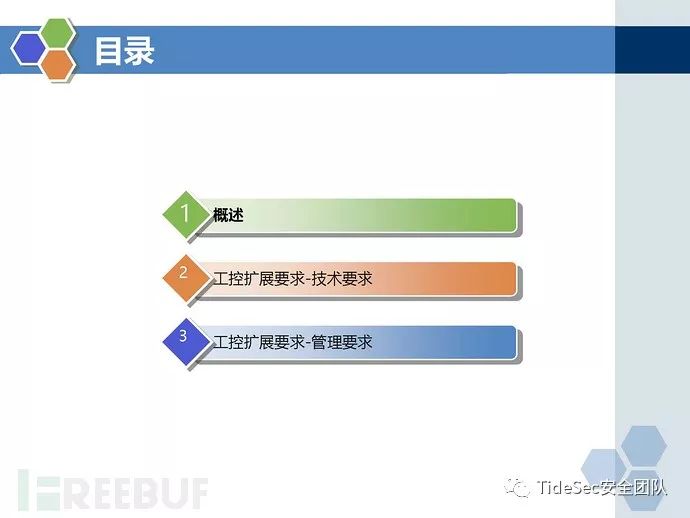 目录
1 概述
2 工控扩展要求-技术要求
3 工控扩展要求-管理要求
FREEBUF
TideSec安全团队